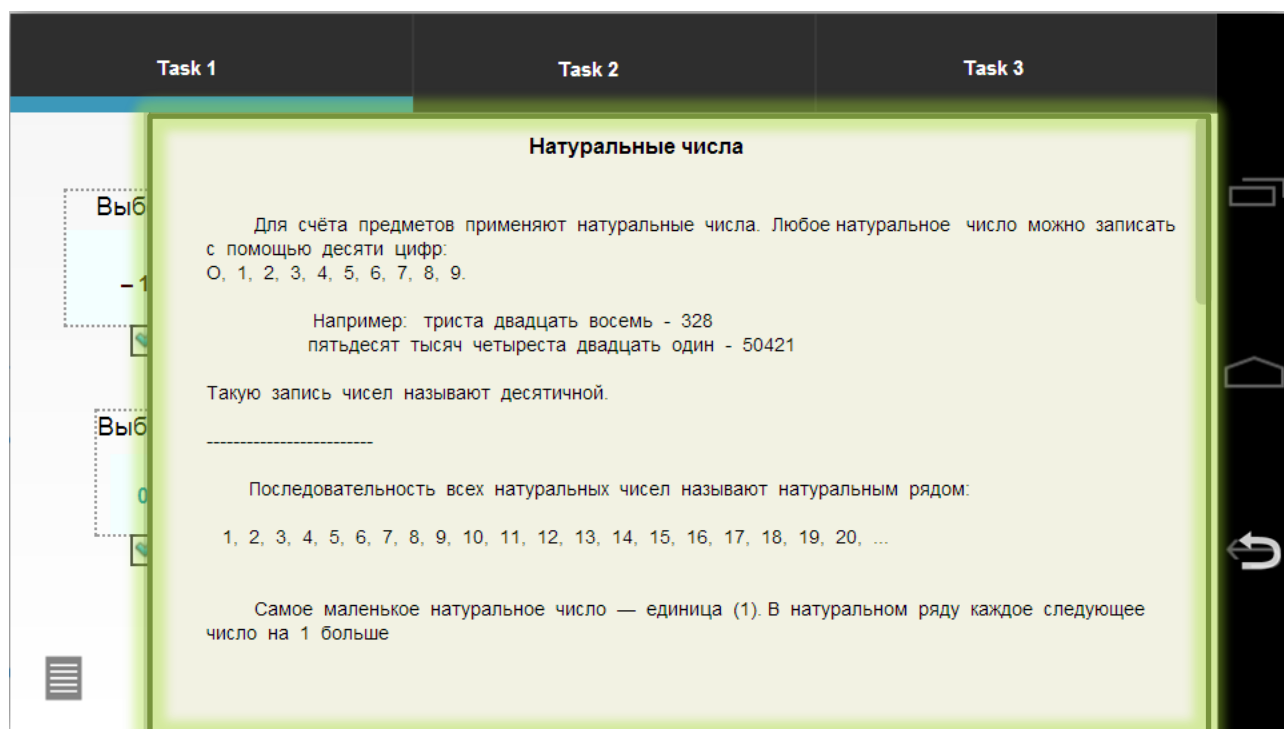 Task 1
Task 2
Task 3
Натуральные числа
Для счёта предметов применяют натуральные числа. Любое натуральное число можно записать
с помощью десяти цифр:
О, 1, 2, 3, 4, 5, 6, 7, 8, 9.
Например: триста двадцать восемь - 328
пятьдесят тысяч четыреста двадцать один - 50421
Такую запись чисел называют десятичной.
-------------------------
Последовательность всех натуральных чисел называют натуральным рядом:
1, 2, 3, 4, 5, 6, 7, 8, 9, 10, 11, 12, 13, 14, 15, 16, 17, 18, 19, 20, ...
Самое маленькое натуральное число — единица (1). В натуральном ряду каждое следующее
число на 1 больше
Выб
– 1
Выб
0